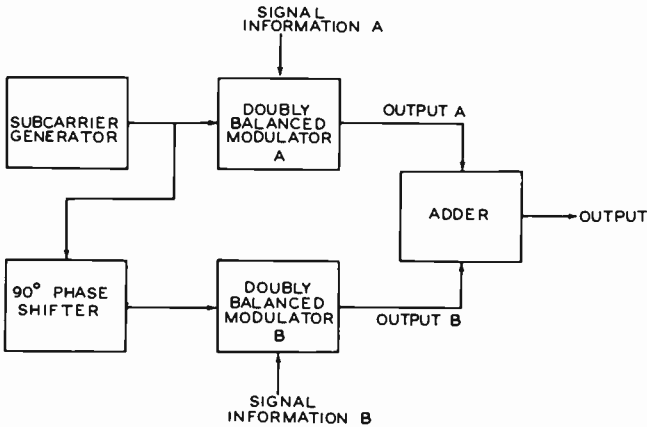 SIGNAL
INFORMATION A
SUBCARRIER
GENERATOR
DOUBLY
BALANCED
MODULATOR
A
OUTPUT A
ADDER
OUTPUT
90° PHASE
SHIFTER
DOUBLY
BALANCED
MODULATOR
B
OUTPUT B
SIGNAL
INFORMATION B